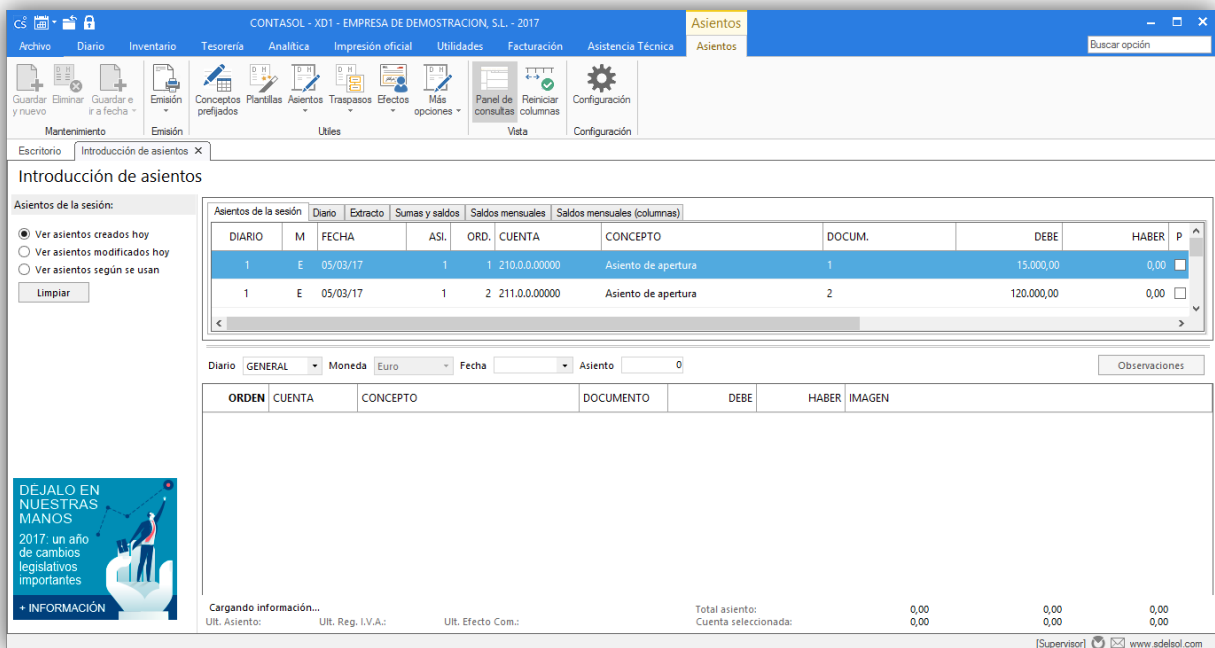 CS CONTASOL - XD1 - EMPRESA DE DEMOSTRACION, S.L. - 2017 Asientos
Archivo Diario Inventario Tesorería Analítica Impresión oficial Utilidades Facturación Asistencia Técnica Asientos Buscar opción
Guardar y nuevo Eliminar Guardar e ir a fecha Emisión Conceptos prefijados Plantillas Asientos Traspasos Efectos Más opciones Panel de consultas Reiniciar columnas Configuración
Mantenimiento Emisión Utiles Vista Configuración
Escritorio Introducción de asientos X
Introducción de asientos
Asientos de la sesión:
Ver asientos creados hoy
Ver asientos modificados hoy
Ver asientos según se usan
Limpiar
Asientos de la sesión Diario Extracto Sumas y saldos Saldos mensuales Saldos mensuales (columnas)
DIARIO M FECHA ASI. ORD. CUENTA CONCEPTO DOCUM. DEBE HABER P
1 E 05/03/17 1 1 210.0.0.00000 Asiento de apertura 1 15.000,00 0,00
1 E 05/03/17 1 2 211.0.0.00000 Asiento de apertura 2 120.000,00 0,00
Diario GENERAL Moneda Euro Fecha Asiento 0 Observaciones
ORDEN CUENTA CONCEPTO DOCUMENTO DEBE HABER IMAGEN
DÉJALO EN
NUESTRAS
MANOS
2017: un año
de cambios
legislativos
importantes
+ INFORMACIÓN
Cargando información... Total asiento: 0,00 0,00 0,00
Ult. Asiento: Ult. Reg. I.V.A.: Ult. Efecto Com.: Cuenta seleccionada: 0,00 0,00 0,00
[Supervisor] www.sdelsol.com